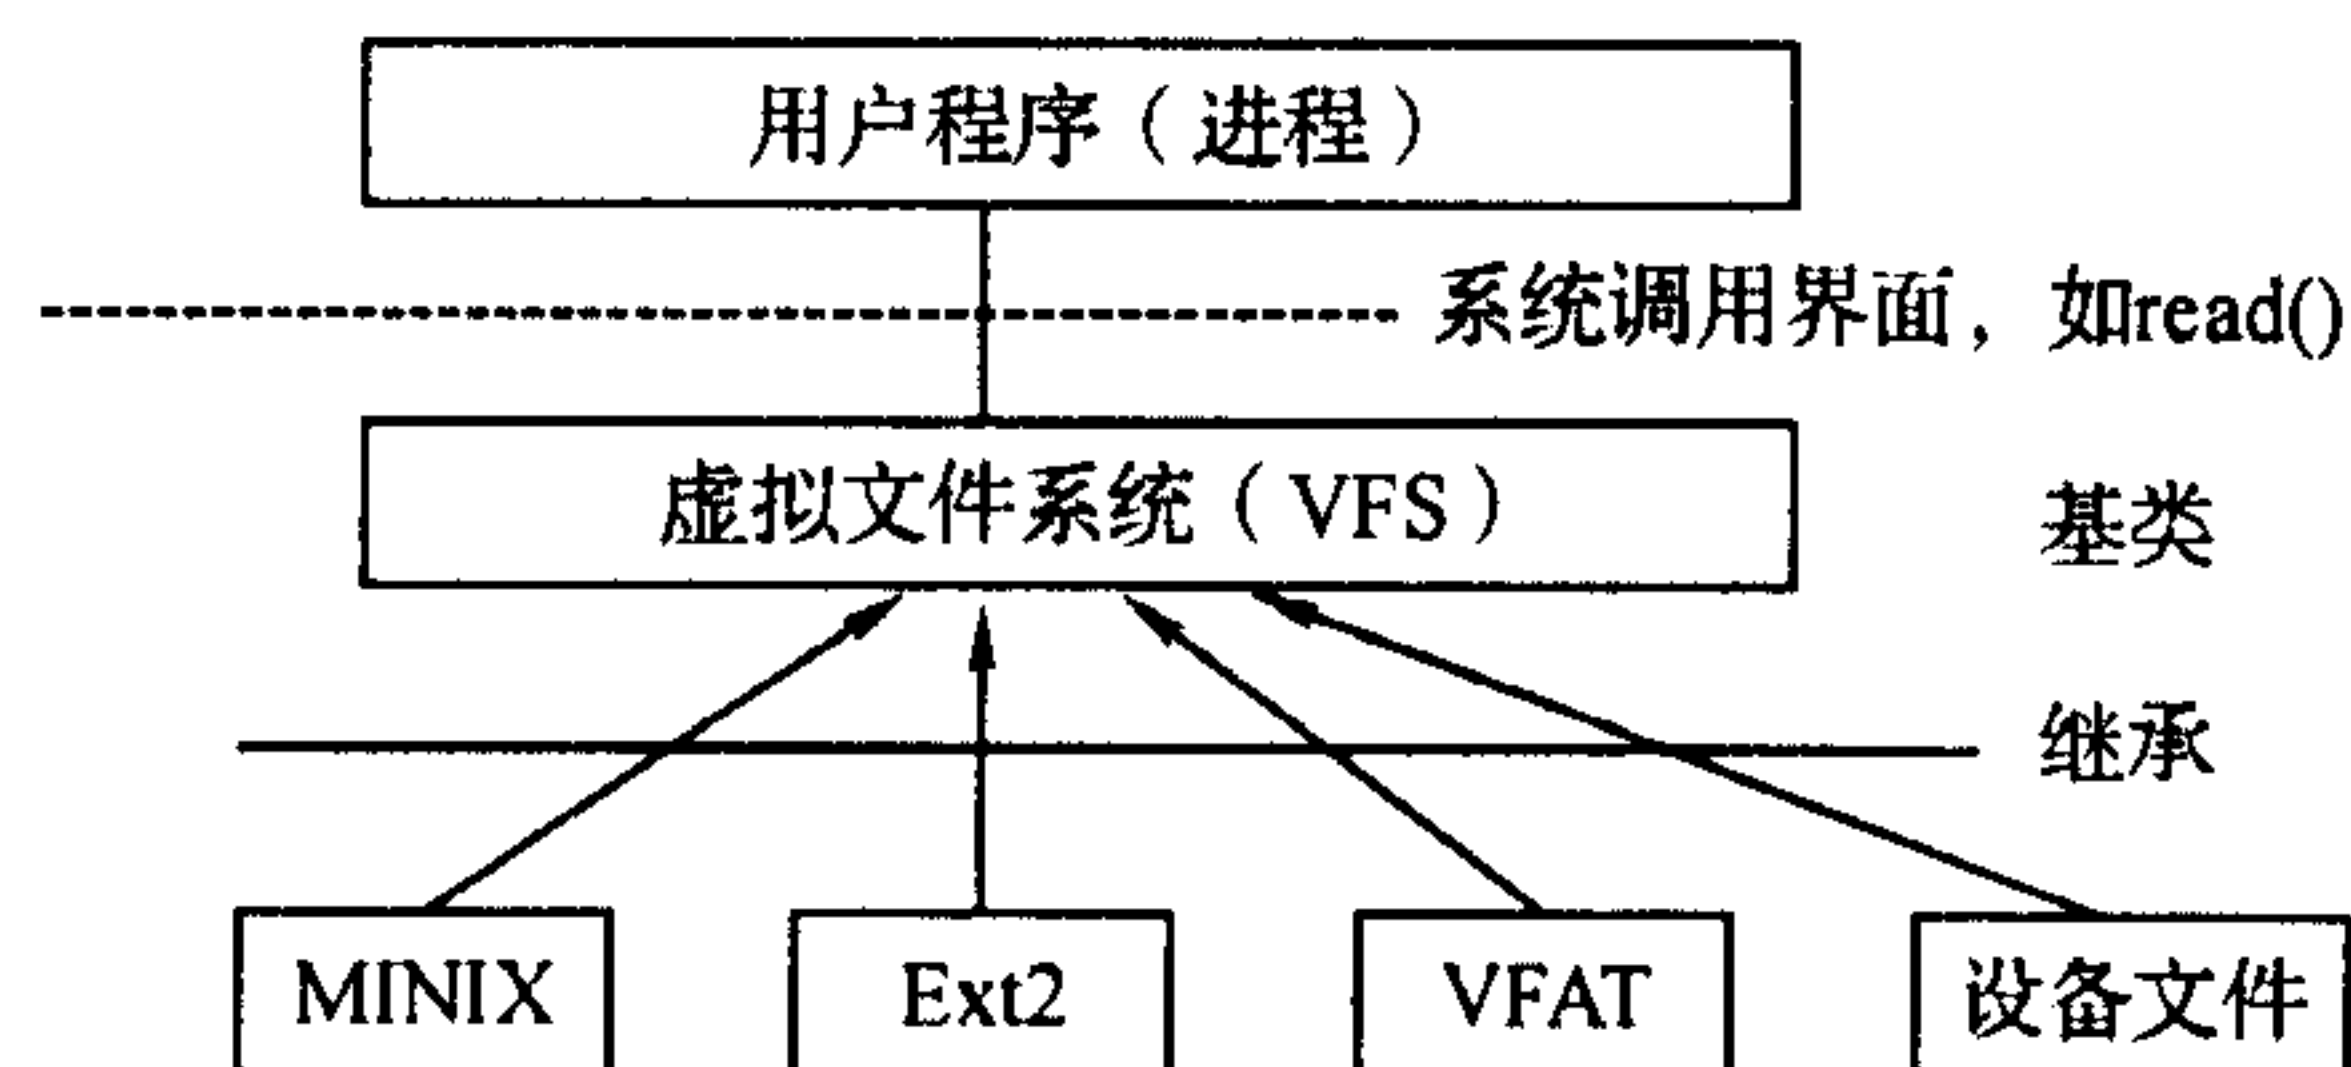 用户程序（进程）
系统调用界面，如read()
虚拟文件系统（VFS）
基类
继承
MINIX
Ext2
VFAT
设备文件